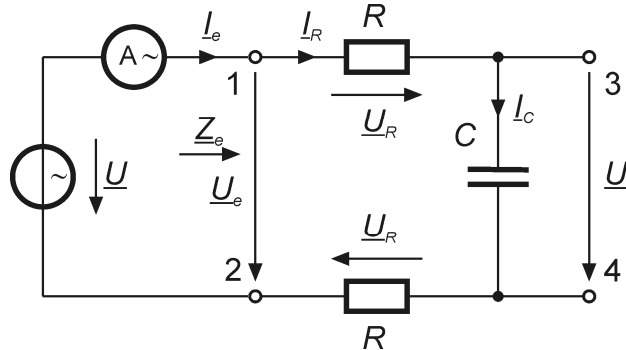 I_e I_R R
A ~
1 3
U_R I_C
Z_e C
~ U U_e U
U_R
2 4
R